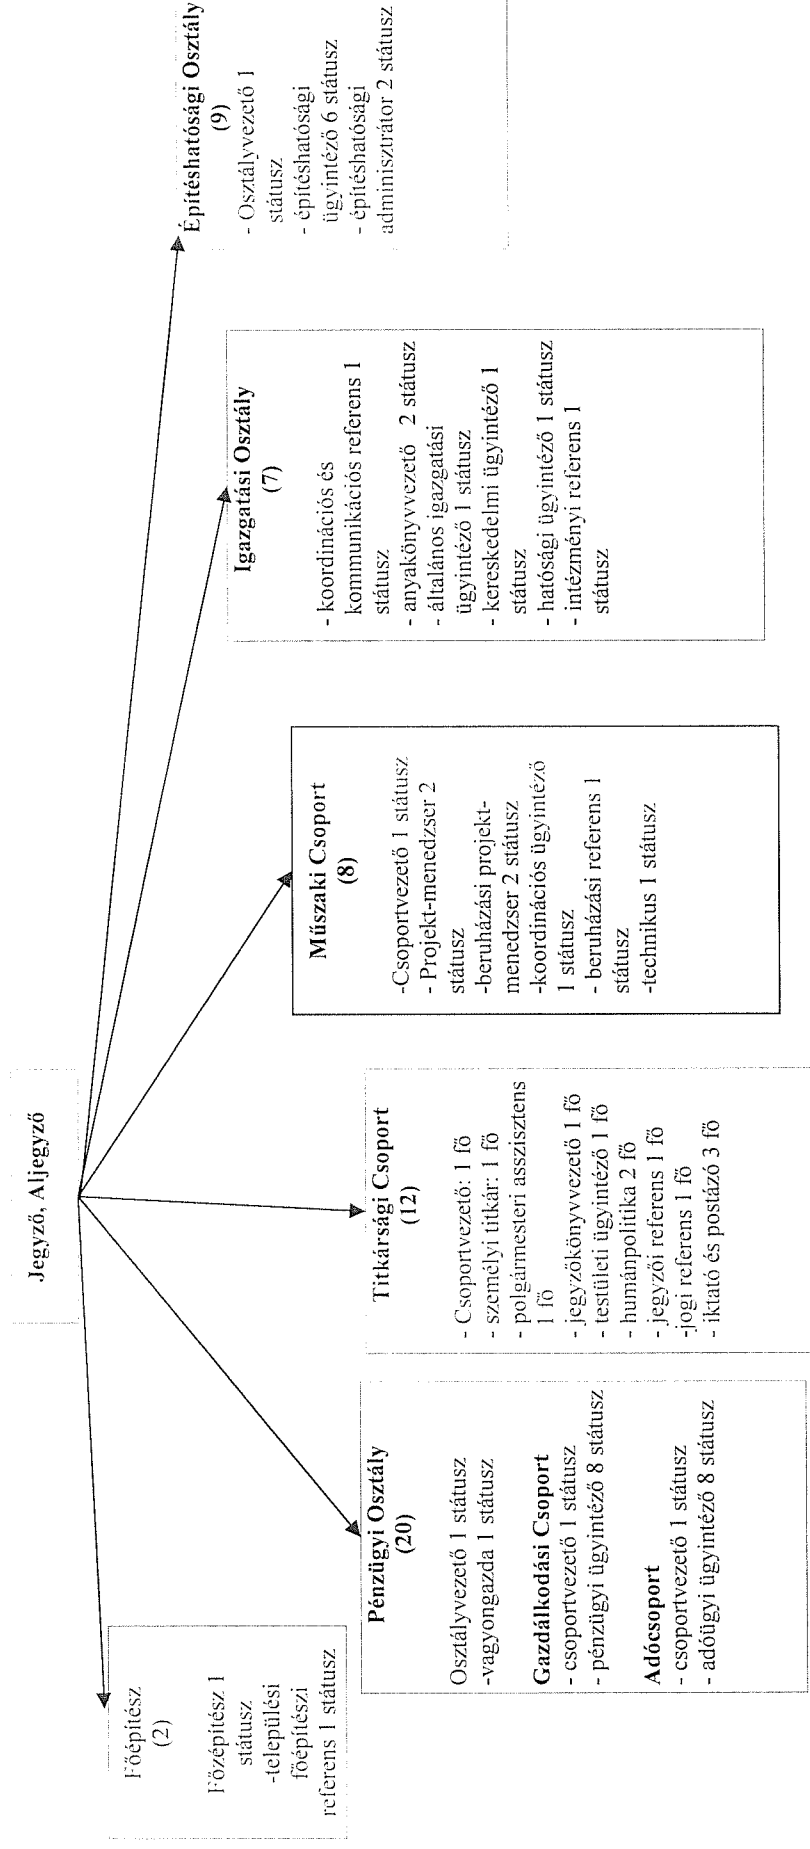 Jegyző, Aljegyző
Főépítész
(2)
Főzépítész 1
státusz
-települési
főépítészi
referens 1 státusz
Pénzügyi Osztály
(20)
Osztályvezető 1 státusz
-vagyongazda 1 státusz
Gazdálkodási Csoport
- csoportvezető 1 státusz
- pénzügyi ügyintéző 8 státusz
Adócsoport
- csoportvezető 1 státusz
- adóügyi ügyintéző 8 státusz
Titkársági Csoport
(12)
- Csoportvezető: 1 fő
- személyi titkár: 1 fő
- polgármesteri asszisztens
1 fő
- jegyzőkönyvvezető 1 fő
- testületi ügyintéző 1 fő
- humánpolitika 2 fő
- jegyzői referens 1 fő
-jogi referens 1 fő
- iktató és postázó 3 fő
Műszaki Csoport
(8)
-Csoportvezető 1 státusz
- Projekt-menedzser 2
státusz
-beruházási projekt-
menedzser 2 státusz
-koordinációs ügyintéző
1 státusz
- beruházási referens 1
státusz
-technikus 1 státusz
Igazgatási Osztály
(7)
- koordinációs és
kommunikációs referens 1
státusz
- anyakönyvvezető 2 státusz
- általános igazgatási
ügyintéző 1 státusz
- kereskedelmi ügyintéző 1
státusz
- hatósági ügyintéző 1 státusz
- intézményi referens 1
státusz
Építéshatósági Osztály
(9)
- Osztályvezető 1
státusz
- építéshatósági
ügyintéző 6 státusz
- építéshatósági
adminisztrátor 2 státusz